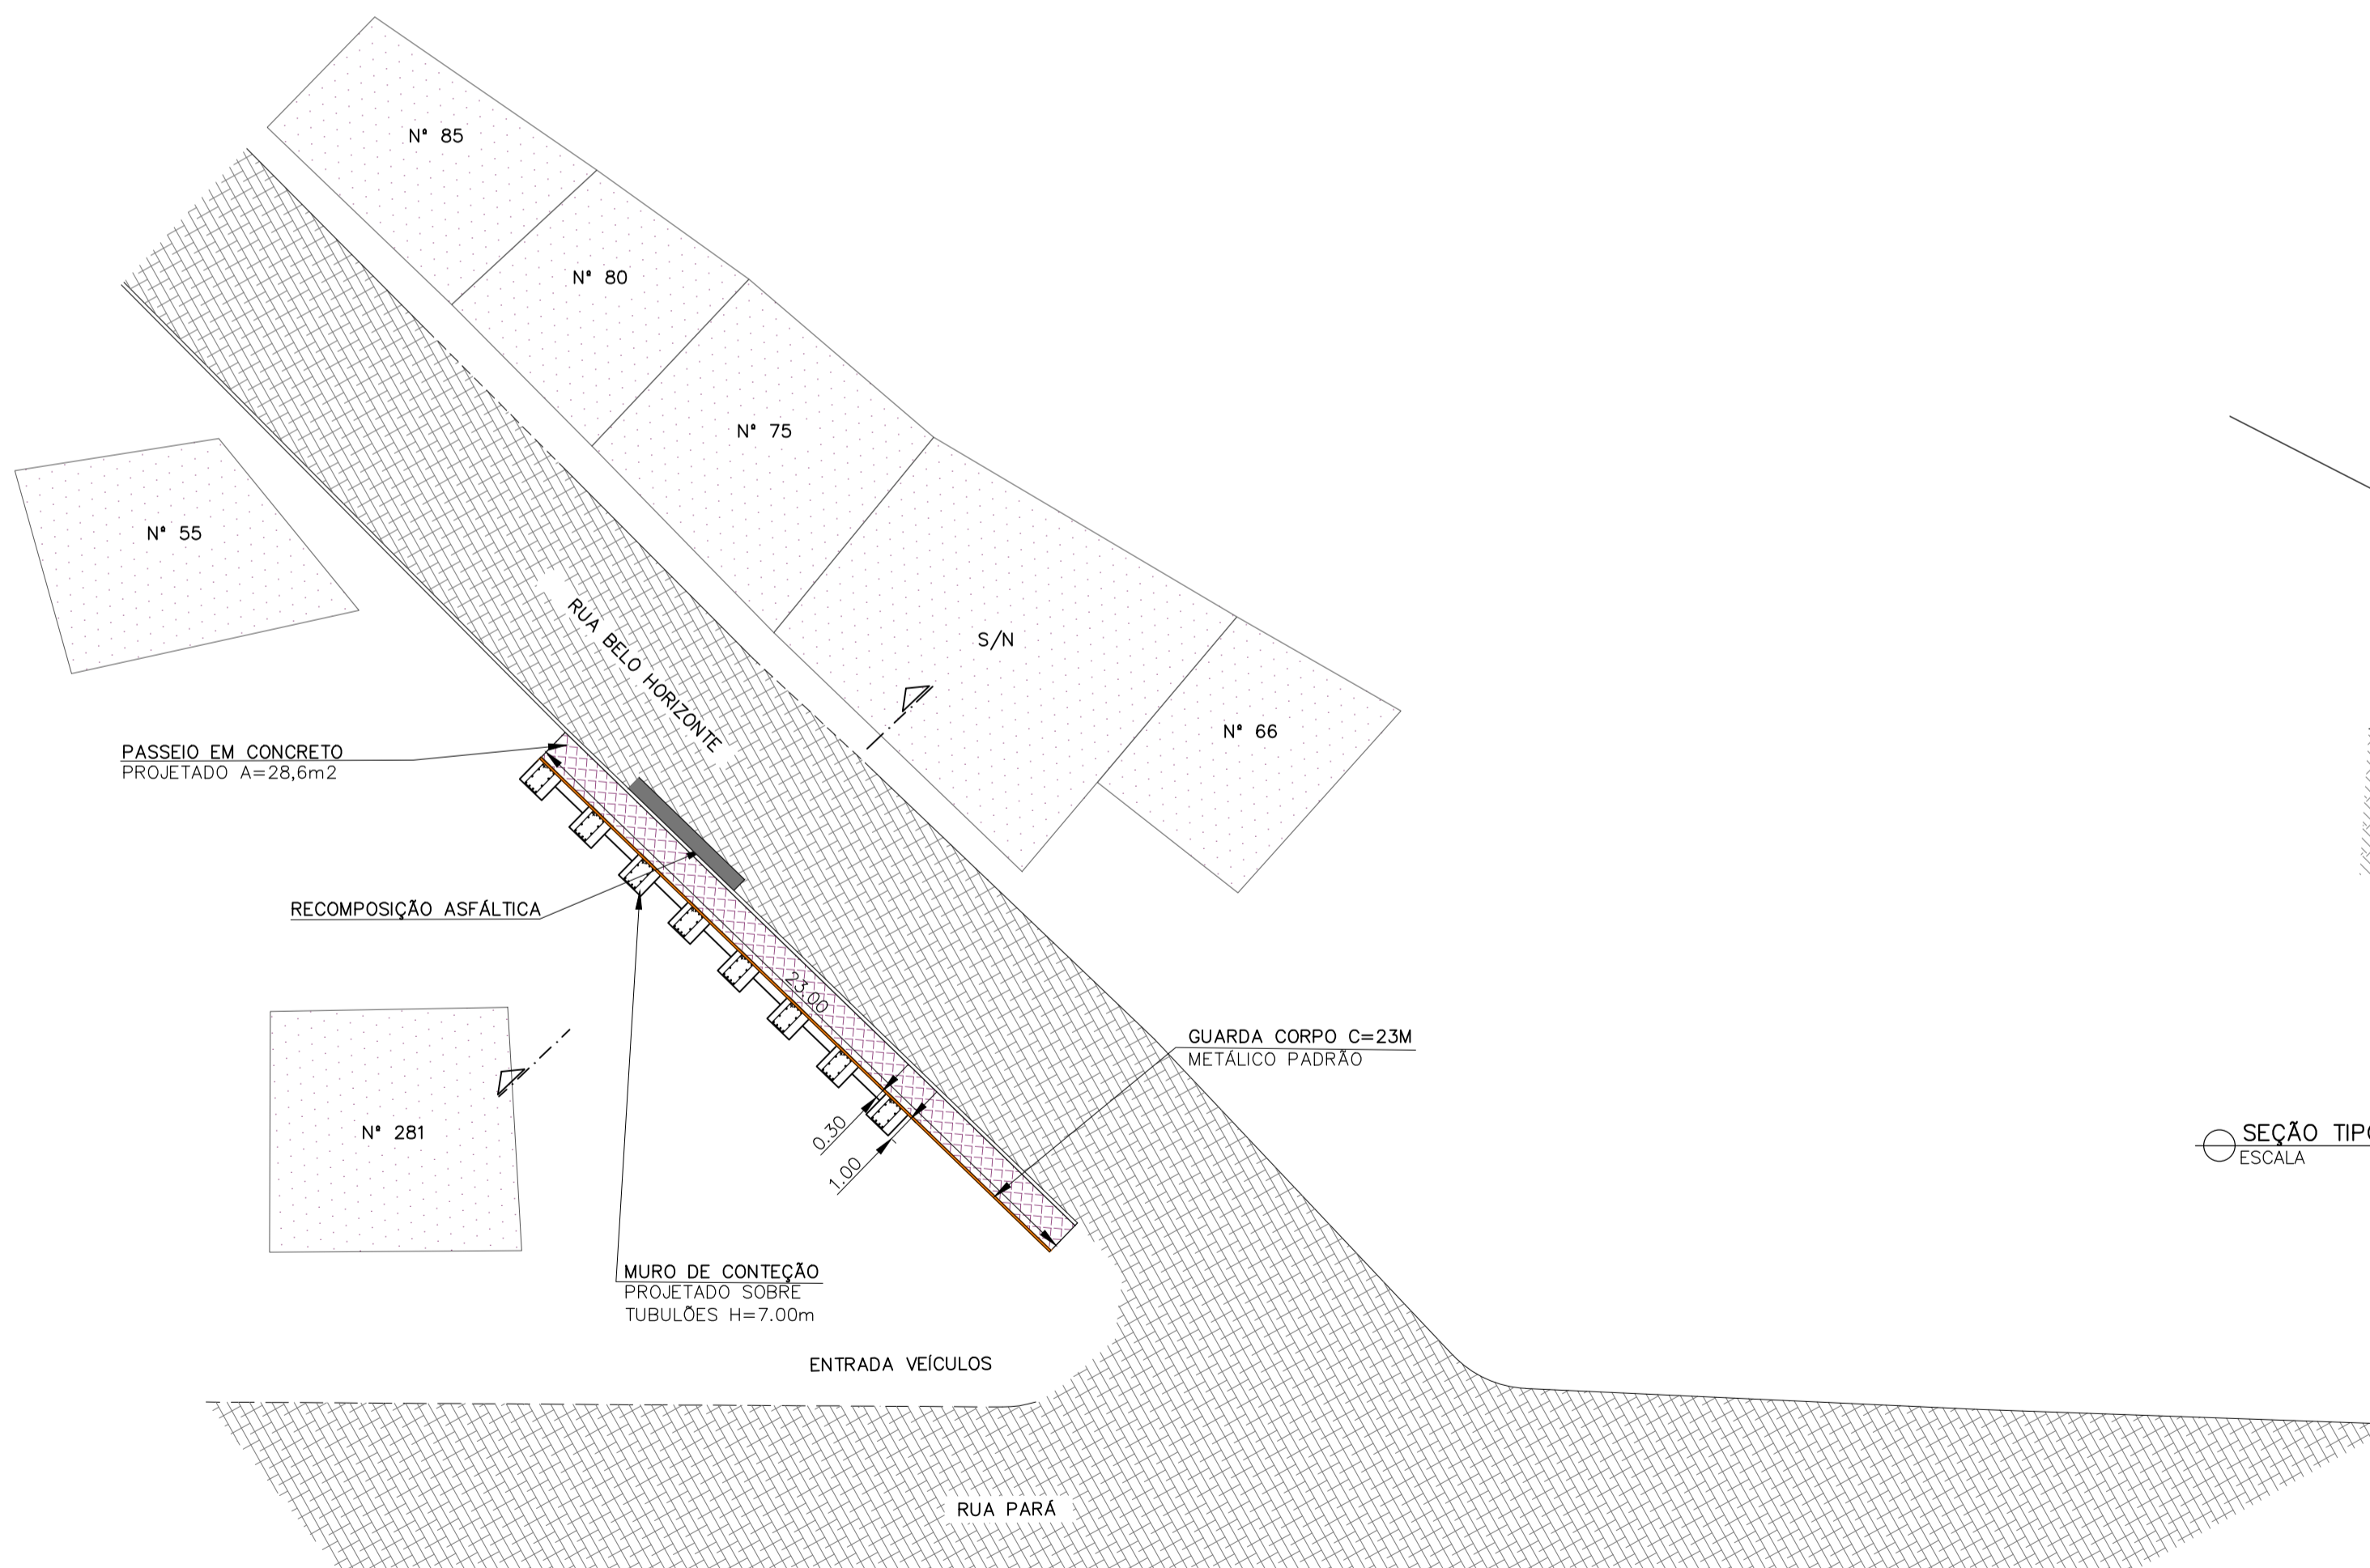 Nº 85
Nº 80
Nº 75
Nº 55
RUA BELO HORIZONTE
S/N
Nº 66
PASSEIO EM CONCRETO
PROJETADO A=28,6m2
RECOMPOSIÇÃO ASFÁLTICA
23.00
GUARDA CORPO C=23M
METÁLICO PADRÃO
Nº 281
0.30
1.00
SEÇÃO TIPO
ESCALA
MURO DE CONTEÇÃO
PROJETADO SOBRE
TUBULÕES H=7.00m
ENTRADA VEÍCULOS
RUA PARÁ